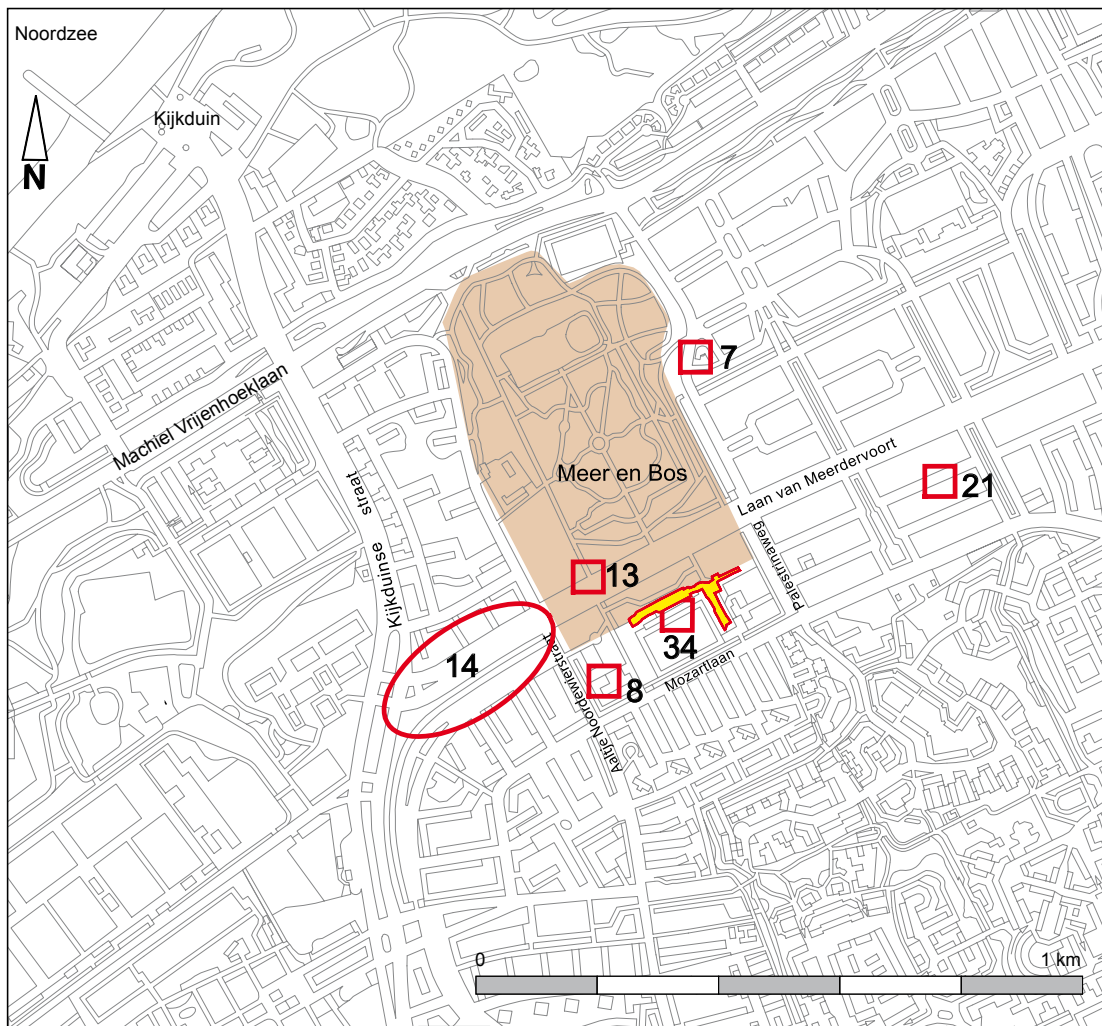 Noordzee
Kijkduin
N
7
Machiel Vrijenhoeklaan
Laan van Meerdervoort
Meer en Bos
21
straat
Kijkduinse
Palestrinaweg
13
34
14
Mozartlaan
8
Aaltje Noordewierstraat
0
1 km